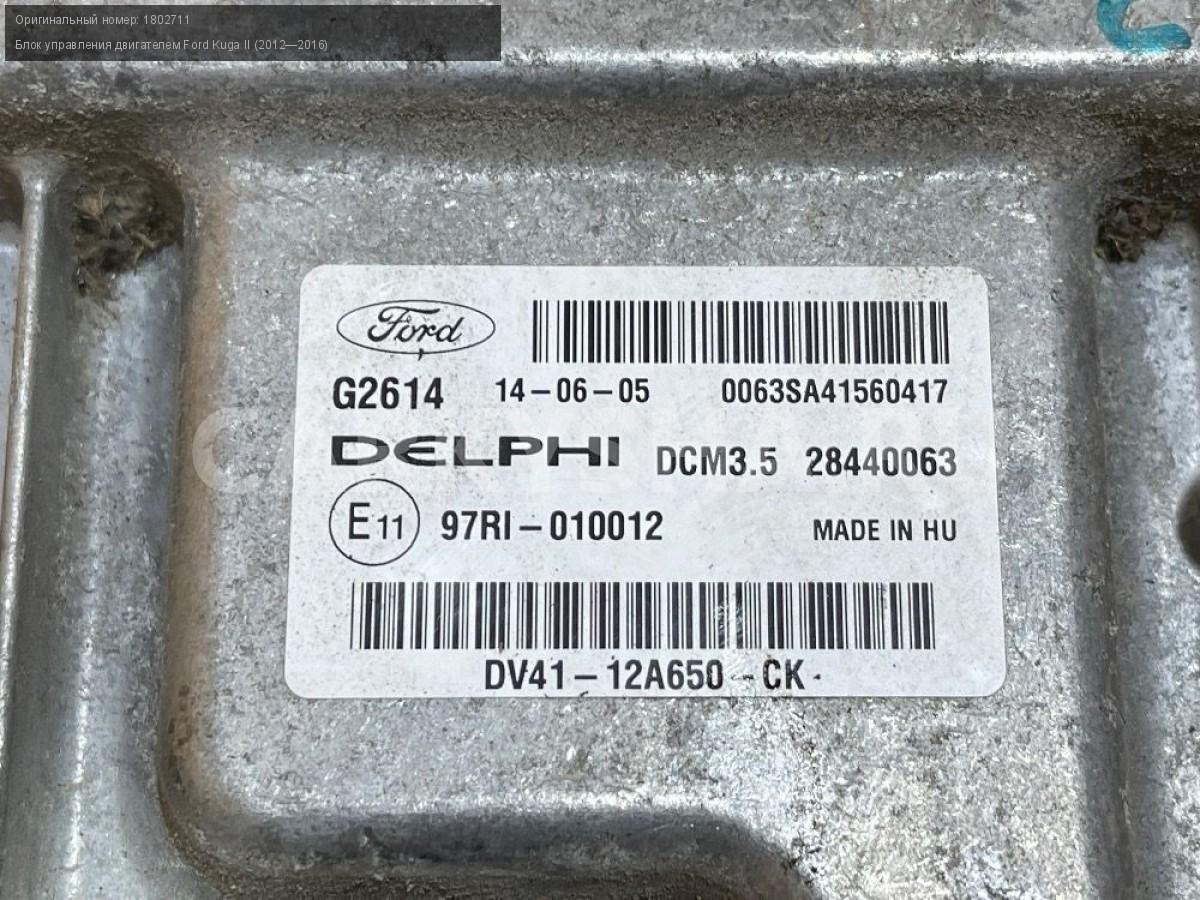 Оригинальный номер: 1802711
Блок управления двигателем Ford Kuga II (2012—2016)
Ford
G2614 14-06-05 0063SA41560417
DELPHI DCM3.5 28440063
E11 97RI-010012 MADE IN HU
DV41-12A650-CK